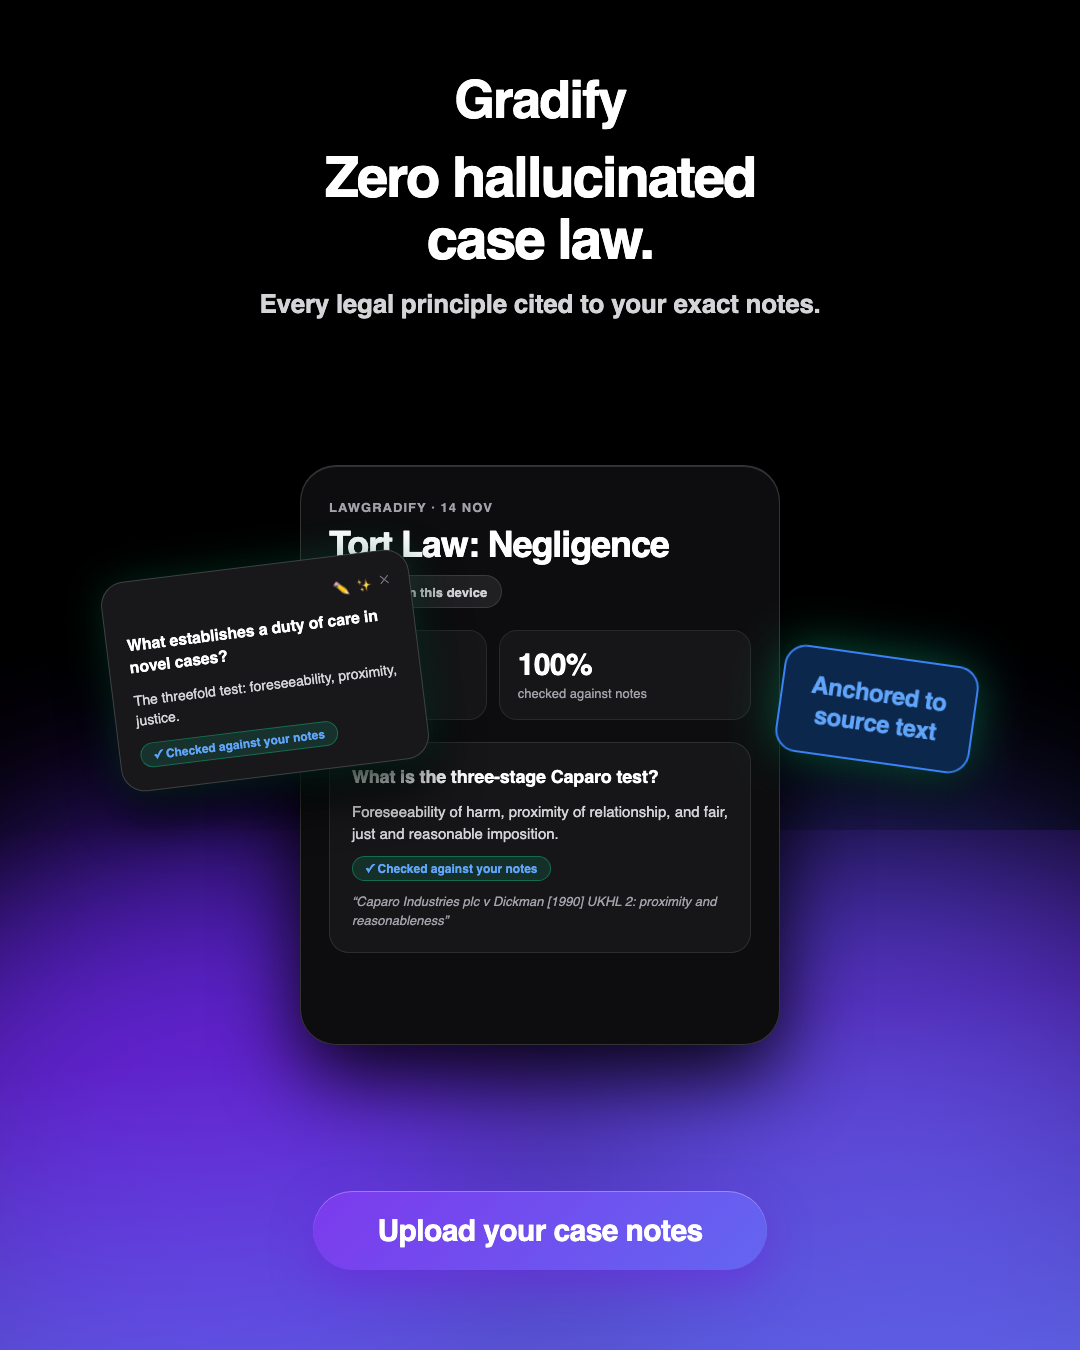 Gradify
Zero hallucinated
case law.
Every legal principle cited to your exact notes.
LAWGRADIFY · 14 NOV
Tort Law: Negligence
this device
100%
checked against notes
What establishes a duty of care in
novel cases?
The threefold test: foreseeability, proximity,
justice.
✓ Checked against your notes
Anchored to
source text
What is the three-stage Caparo test?
Foreseeability of harm, proximity of relationship, and fair,
just and reasonable imposition.
✓ Checked against your notes
“Caparo Industries plc v Dickman [1990] UKHL 2: proximity and
reasonableness”
Upload your case notes